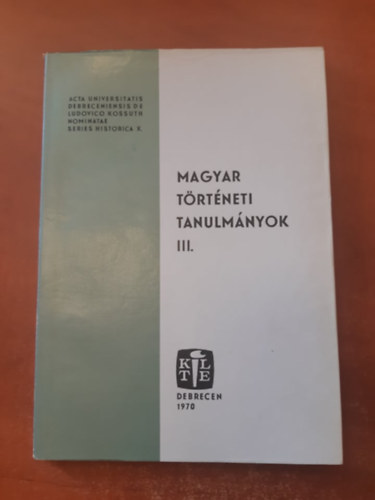 ACTA UNIVERSITATIS
DEBRECENIENSIS DE
LUDOVICO KOSSUTH
NOMINATAE
SERIES HISTORICA X.
MAGYAR
TÖRTÉNETI
TANULMÁNYOK
III.
K L
T E
DEBRECEN
1970